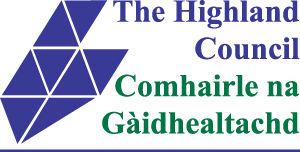 The Highland
Council
Comhairle na
Gàidhealtachd